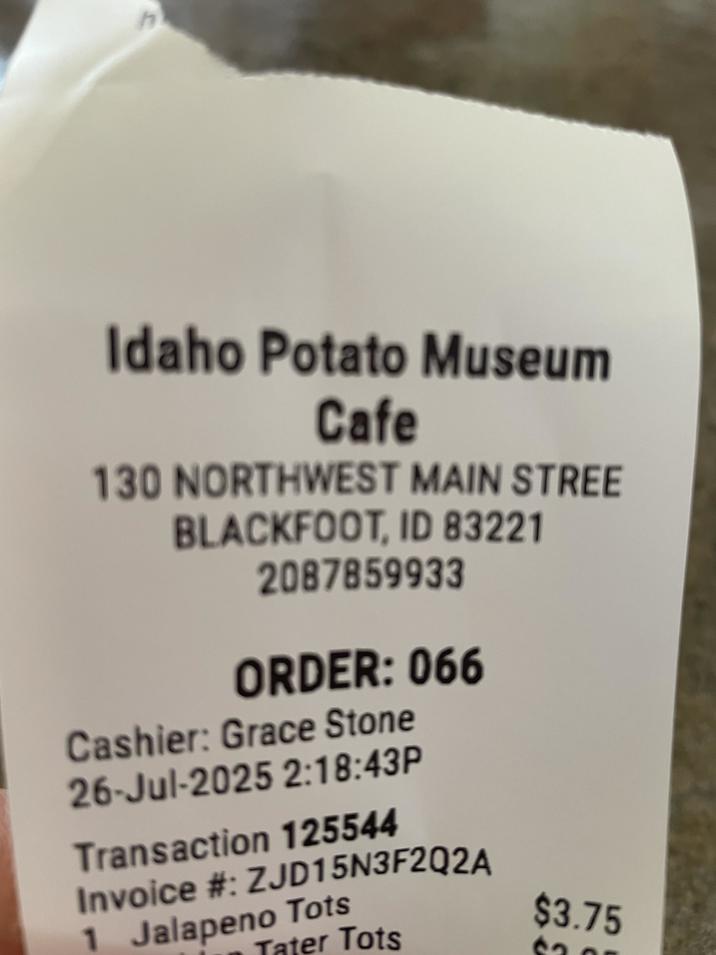 Idaho Potato Museum
Cafe
130 NORTHWEST MAIN STREE
BLACKFOOT, ID 83221
2087859933
ORDER: 066
Cashier: Grace Stone
26-Jul-2025 2:18:43P
Transaction 125544
Invoice #: ZJD15N3F2Q2A
1 Jalapeno Tots $3.75
Tater Tots